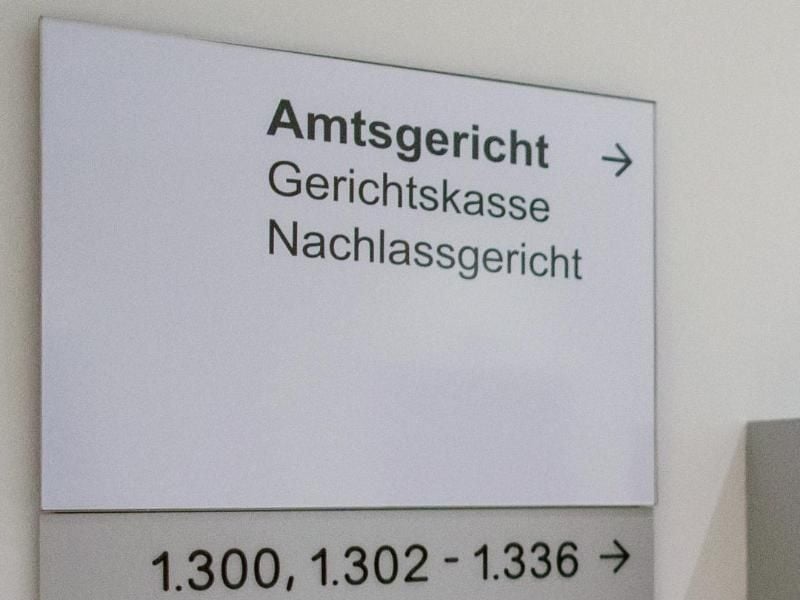 Amtsgericht →
Gerichtskasse
Nachlassgericht
1.300, 1.302 - 1.336 →